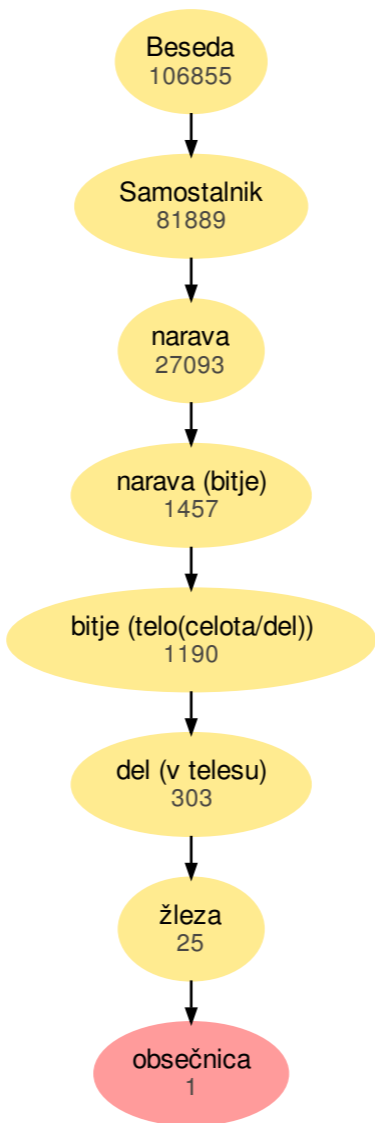 Beseda
106855
Samostalnik
81889
narava
27093
narava (bitje)
1457
bitje (telo(celota/del))
1190
del (v telesu)
303
žleza
25
obsečnica
1